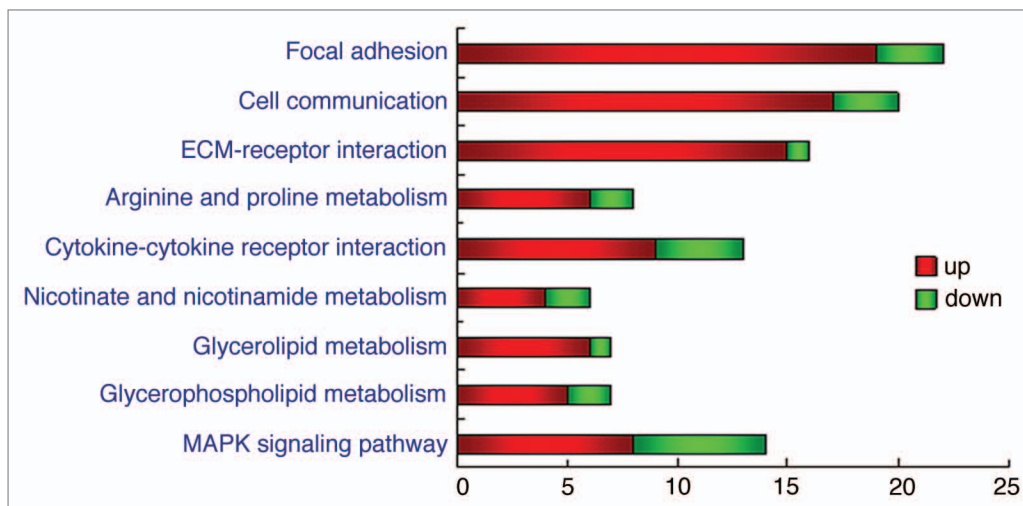 Focal adhesion
Cell communication
ECM-receptor interaction
Arginine and proline metabolism
Cytokine-cytokine receptor interaction
Nicotinate and nicotinamide metabolism
Glycerolipid metabolism
Glycerophospholipid metabolism
MAPK signaling pathway
up
down
0 5 10 15 20 25